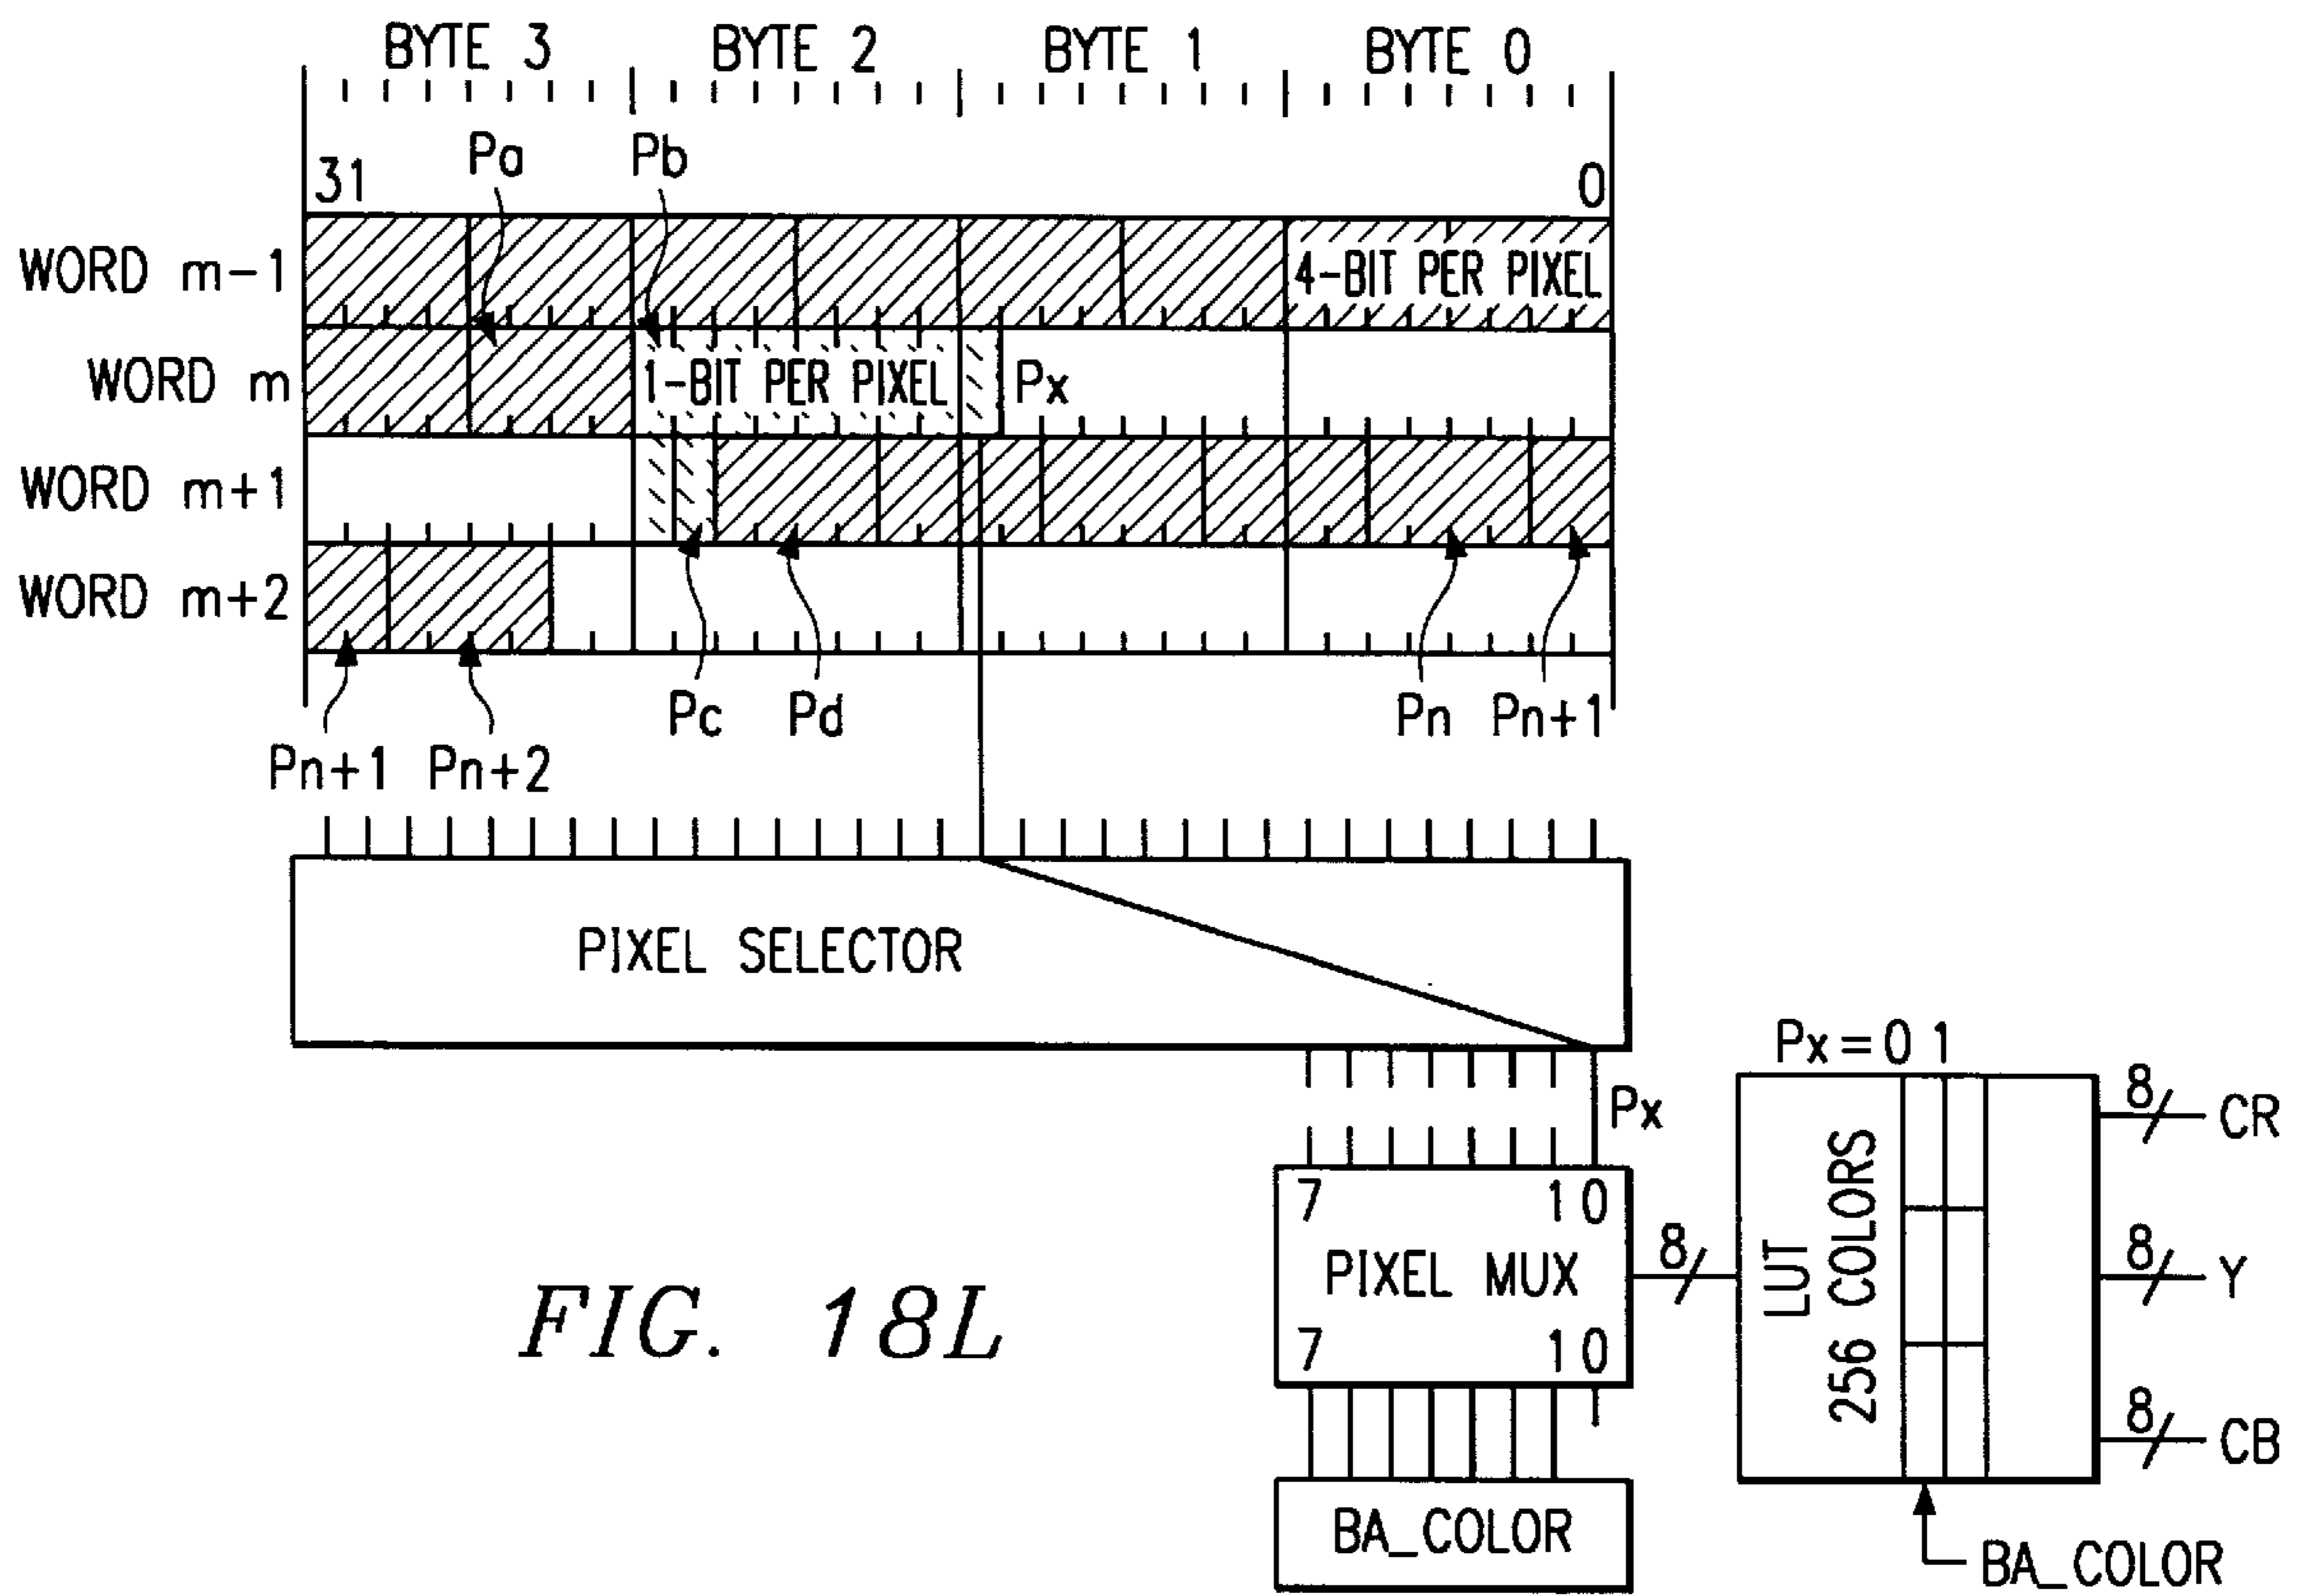 BYTE 3 BYTE 2 BYTE 1 BYTE 0
Pa Pb
31 0
WORD m-1 4-BIT PER PIXEL
WORD m 1-BIT PER PIXEL Px
WORD m+1
WORD m+2
Pc Pd Pn Pn+1
Pn+1 Pn+2
PIXEL SELECTOR
Px=0 1
Px
8 CR
7 1 0
PIXEL MUX
8
LUT
256 COLORS
8 Y
7 1 0
8 CB
FIG. 18L
BA_COLOR
BA_COLOR